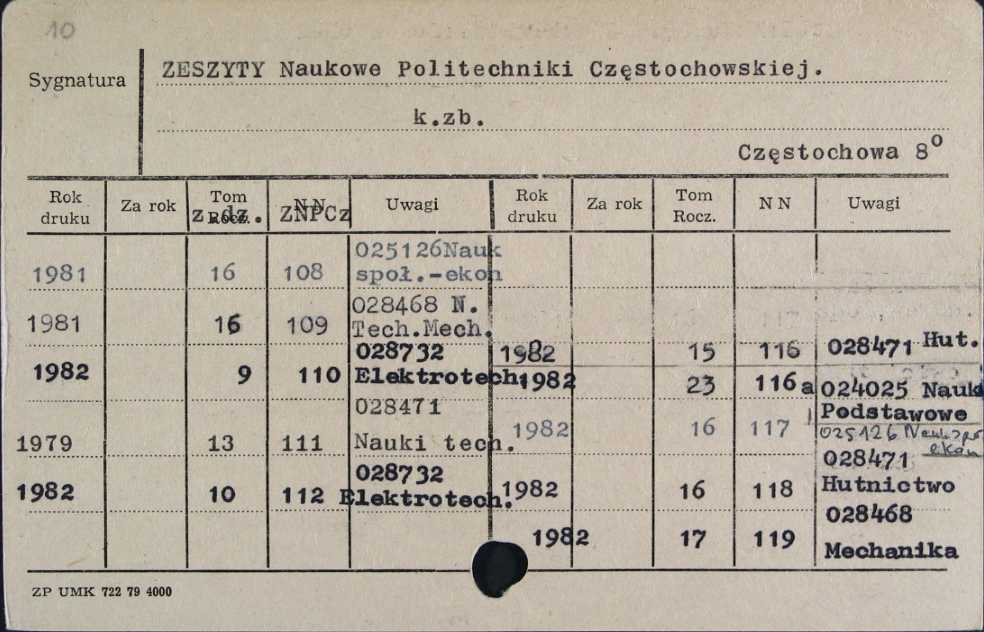 10
Sygnatura
ZESZYTY Naukowe Politechniki Częstochowskiej.
k.zb.
Częstochowa 8o
Rok druku Za rok Tom Rocz. N N Uwagi Rok druku Za rok Tom Rocz. N N Uwagi
z dz. ZNPCz
1981 16 108 025126Nauk
społ.-ekon
1981 16 109 028468 N.
Tech.Mech.
1982 9 110 028732
Elektrotech.
1979 13 111 028471
Nauki tech.
1982 10 112 028732
Elektrotech.
1982 15 116 028471 Hut.
1982 23 116a 024025 Nauk
Podstawowe
1982 16 117 025126 Nauk społ
ekon
1982 16 118 028471
Hutnictwo
1982 17 119 028468
Mechanika
ZP UMK 722 79 4000